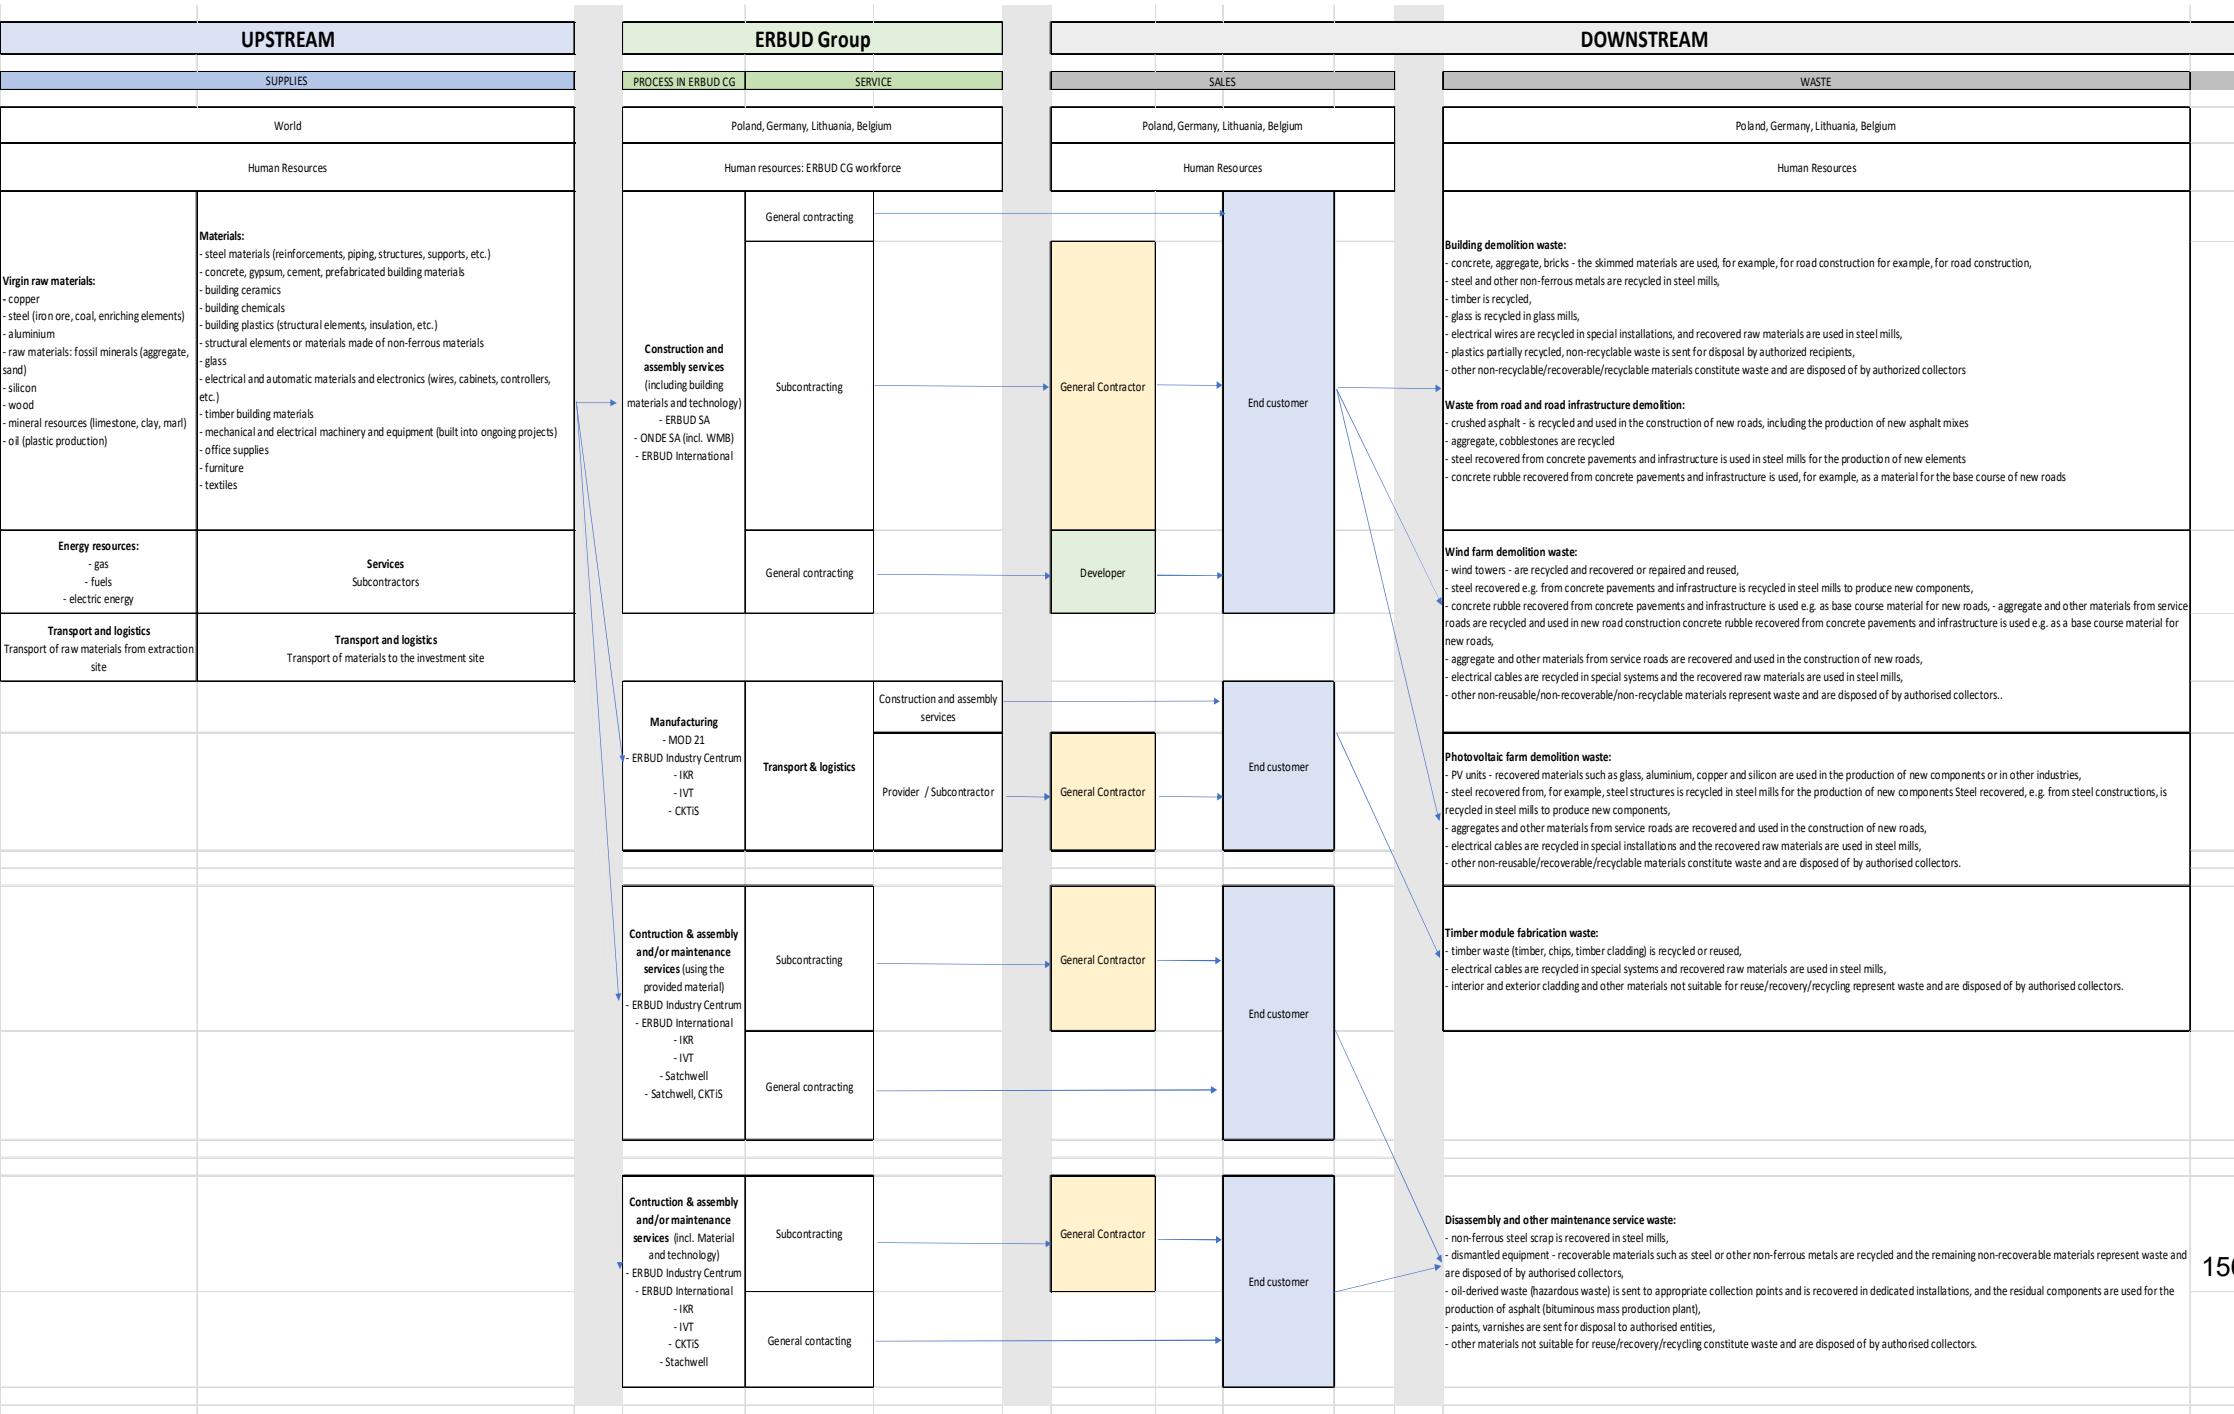 UPSTREAM
ERBUD Group
DOWNSTREAM
SUPPLIES
PROCESS IN ERBUD CG
SERVICE
SALES
WASTE
World
Poland, Germany, Lithuania, Belgium
Poland, Germany, Lithuania, Belgium
Poland, Germany, Lithuania, Belgium
Human Resources
Human resources: ERBUD CG workforce
Human Resources
Human Resources
Virgin raw materials:
- copper
- steel (iron ore, coal, enriching elements)
- aluminium
- raw materials: fossil minerals (aggregate,
sand)
- silicon
- wood
- mineral resources (limestone, clay, marl)
- oil (plastic production)
Materials:
- steel materials (reinforcements, piping, structures, supports, etc.)
- concrete, gypsum, cement, prefabricated building materials
- building ceramics
- building chemicals
- building plastics (structural elements, insulation, etc.)
- structural elements or materials made of non-ferrous materials
- glass
- electrical and automatic materials and electronics (wires, cabinets, controllers,
etc.)
- timber building materials
- mechanical and electrical machinery and equipment (built into ongoing projects)
- office supplies
- furniture
- textiles
Energy resources:
- gas
- fuels
- electric energy
Services
Subcontractors
Transport and logistics
Transport of raw materials from extraction
site
Transport and logistics
Transport of materials to the investment site
Construction and
assembly services
(including building
materials and technology)
- ERBUD SA
- ONDE SA (incl. WMB)
- ERBUD International
General contracting
Subcontracting
General contracting
General Contractor
Developer
End customer
Building demolition waste:
- concrete, aggregate, bricks - the skimmed materials are used, for example, for road construction for example, for road construction,
- steel and other non-ferrous metals are recycled in steel mills,
- timber is recycled,
- glass is recycled in glass mills,
- electrical wires are recycled in special installations, and recovered raw materials are used in steel mills,
- plastics partially recycled, non-recyclable waste is sent for disposal by authorized recipients,
- other non-recyclable/recoverable/recyclable materials constitute waste and are disposed of by authorized collectors
Waste from road and road infrastructure demolition:
- crushed asphalt - is recycled and used in the construction of new roads, including the production of new asphalt mixes
- aggregate, cobblestones are recycled
- steel recovered from concrete pavements and infrastructure is used in steel mills for the production of new elements
- concrete rubble recovered from concrete pavements and infrastructure is used, for example, as a material for the base course of new roads
Wind farm demolition waste:
- wind towers - are recycled and recovered or repaired and reused,
- steel recovered e.g. from concrete pavements and infrastructure is recycled in steel mills to produce new components,
- concrete rubble recovered from concrete pavements and infrastructure is used e.g. as base course material for new roads, - aggregate and other materials from service
roads are recycled and used in new road construction concrete rubble recovered from concrete pavements and infrastructure is used e.g. as a base course material for
new roads,
- aggregate and other materials from service roads are recovered and used in the construction of new roads,
- electrical cables are recycled in special systems and the recovered raw materials are used in steel mills,
- other non-reusable/non-recoverable/non-recyclable materials represent waste and are disposed of by authorised collectors..
Manufacturing
- MOD 21
- ERBUD Industry Centrum
- IKR
- IVT
- CKTiS
Transport & logistics
Construction and assembly
services
Provider / Subcontractor
General Contractor
End customer
Photovoltaic farm demolition waste:
- PV units - recovered materials such as glass, aluminium, copper and silicon are used in the production of new components or in other industries,
- steel recovered from, for example, steel structures is recycled in steel mills for the production of new components Steel recovered, e.g. from steel constructions, is
recycled in steel mills to produce new components,
- aggregates and other materials from service roads are recovered and used in the construction of new roads,
- electrical cables are recycled in special installations and the recovered raw materials are used in steel mills,
- other non-reusable/recoverable/recyclable materials constitute waste and are disposed of by authorised collectors.
Contruction & assembly
and/or maintenance
services (using the
provided material)
- ERBUD Industry Centrum
- ERBUD International
- IKR
- IVT
- Satchwell
- Satchwell, CKTiS
Subcontracting
General contracting
General Contractor
End customer
Timber module fabrication waste:
- timber waste (timber, chips, timber cladding) is recycled or reused,
- electrical cables are recycled in special systems and recovered raw materials are used in steel mills,
- interior and exterior cladding and other materials not suitable for reuse/recovery/recycling represent waste and are disposed of by authorised collectors.
Contruction & assembly
and/or maintenance
services (incl. Material
and technology)
- ERBUD Industry Centrum
- ERBUD International
- IKR
- IVT
- CKTiS
- Stachwell
Subcontracting
General contacting
General Contractor
End customer
Disassembly and other maintenance service waste:
- non-ferrous steel scrap is recovered in steel mills,
- dismantled equipment - recoverable materials such as steel or other non-ferrous metals are recycled and the remaining non-recoverable materials represent waste and
are disposed of by authorised collectors,
- oil-derived waste (hazardous waste) is sent to appropriate collection points and is recovered in dedicated installations, and the residual components are used for the
production of asphalt (bituminous mass production plant),
- paints, varnishes are sent for disposal to authorised entities,
- other materials not suitable for reuse/recovery/recycling constitute waste and are disposed of by authorised collectors.